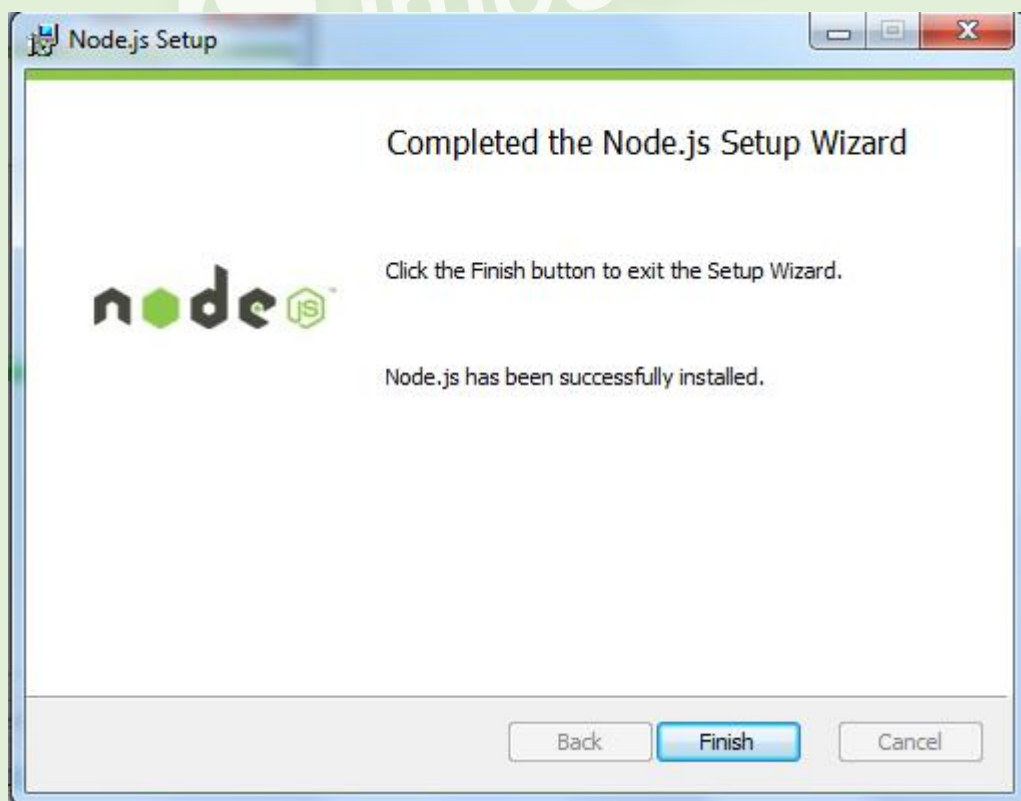 Node.js Setup
Completed the Node.js Setup Wizard
Click the Finish button to exit the Setup Wizard.
node JS
Node.js has been successfully installed.
Back Finish Cancel